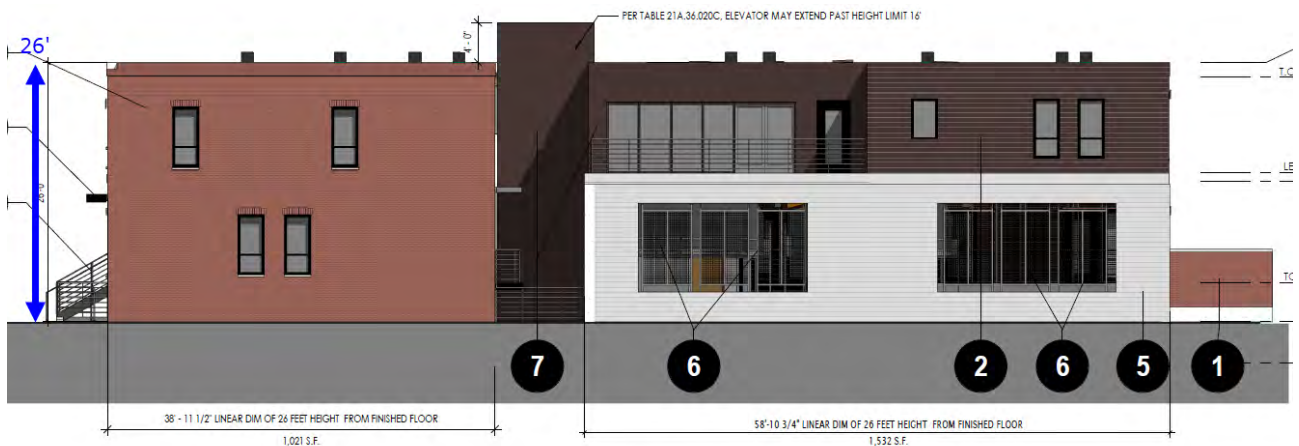 PER TABLE 21A.36.020C, ELEVATOR MAY EXTEND PAST HEIGHT LIMIT 16'
26'
4' - 0"
T.O
LE
TO
7
6
2
6
5
1
38' - 11 1/2" LINEAR DIM OF 26 FEET HEIGHT FROM FINISHED FLOOR
1,021 S.F.
58'-10 3/4" LINEAR DIM OF 26 FEET HEIGHT FROM FINISHED FLOOR
1,532 S.F.